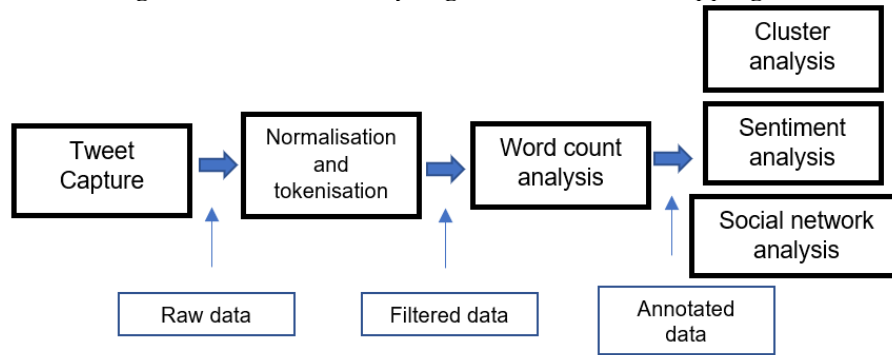 Cluster
analysis
Tweet
Capture
Normalisation
and
tokenisation
Word count
analysis
Sentiment
analysis
Social network
analysis
Raw data
Filtered data
Annotated
data